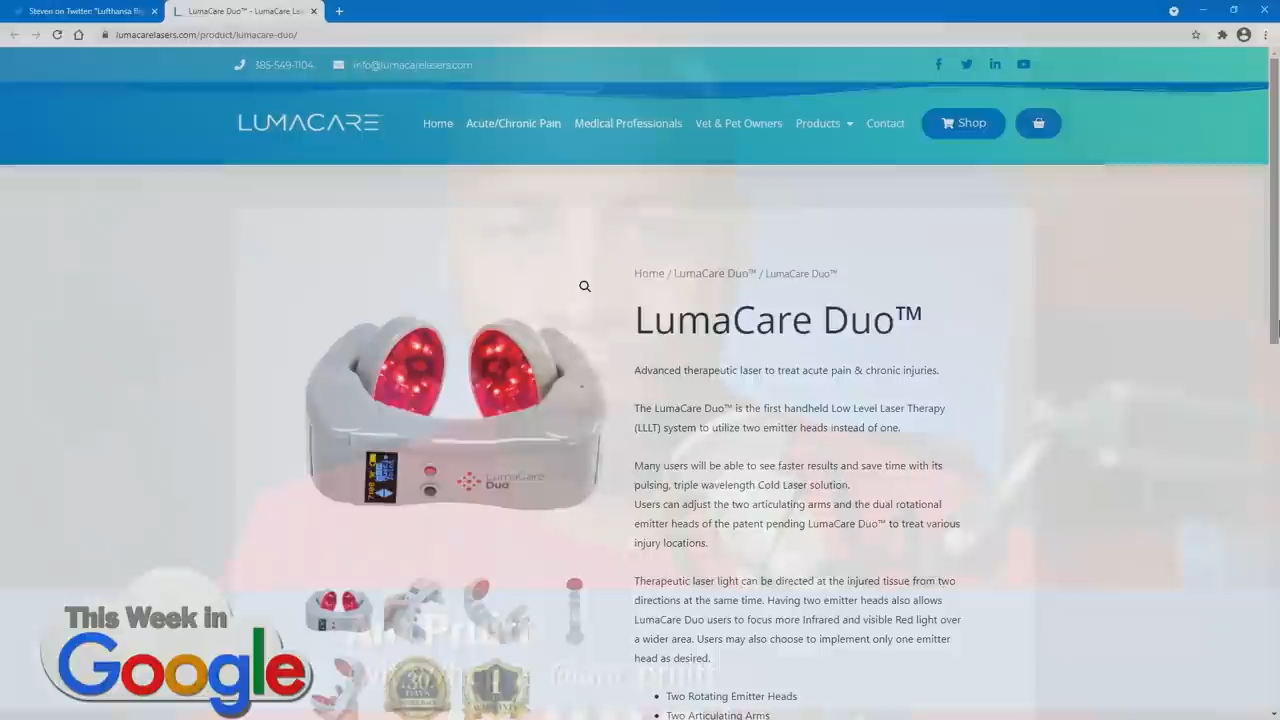 Steven on Twitter: "Lufthansa
LumaCare Duo™ - LumaCare
lumacarelasers.com/product/lumacare-duo/
385-549-1104
info@lumacarelasers.com
LUMACARE
Home
Acute/Chronic Pain
Medical Professionals
Vet & Pet Owners
Products
Contact
Shop
Home / LumaCare Duo™ / LumaCare Duo™
LumaCare Duo™
Advanced therapeutic laser to treat acute pain & chronic injuries.
The LumaCare Duo™ is the first handheld Low Level Laser Therapy
(LLLT) system to utilize two emitter heads instead of one.
Many users will be able to see faster results and save time with its
pulsing, triple wavelength Cold Laser solution.
Users can adjust the two articulating arms and the dual rotational
emitter heads of the patent pending LumaCare Duo™ to treat various
injury locations.
Therapeutic laser light can be directed at the injured tissue from two
directions at the same time. Having two emitter heads also allows
LumaCare Duo users to focus more Infrared and visible Red light over
a wider area. Users may also choose to implement only one emitter
head as desired.
Two Rotating Emitter Heads
Two Articulating Arms
LumaCare
Duo
30
DAYS
1
This Week in
Google